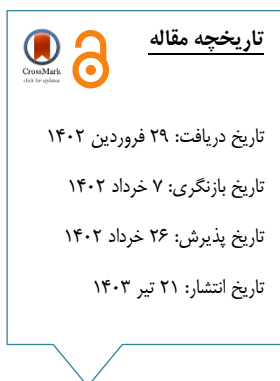 تاریخچه مقاله
CrossMark
click for updates
تاریخ دریافت: ۲۹ فروردین ۱۴۰۲
تاریخ بازنگری: ۷ خرداد ۱۴۰۲
تاریخ پذیرش: ۲۶ خرداد ۱۴۰۲
تاریخ انتشار: ۲۱ تیر ۱۴۰۳